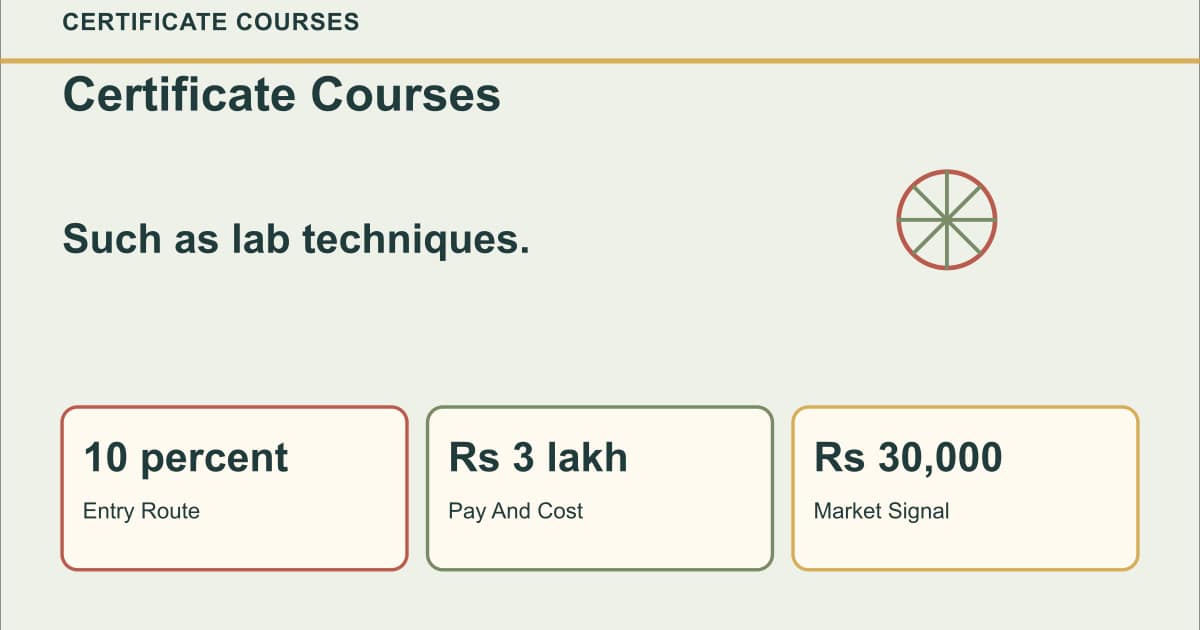 CERTIFICATE COURSES
Certificate Courses
Such as lab techniques.
10 percent
Entry Route
Rs 3 lakh
Pay And Cost
Rs 30,000
Market Signal